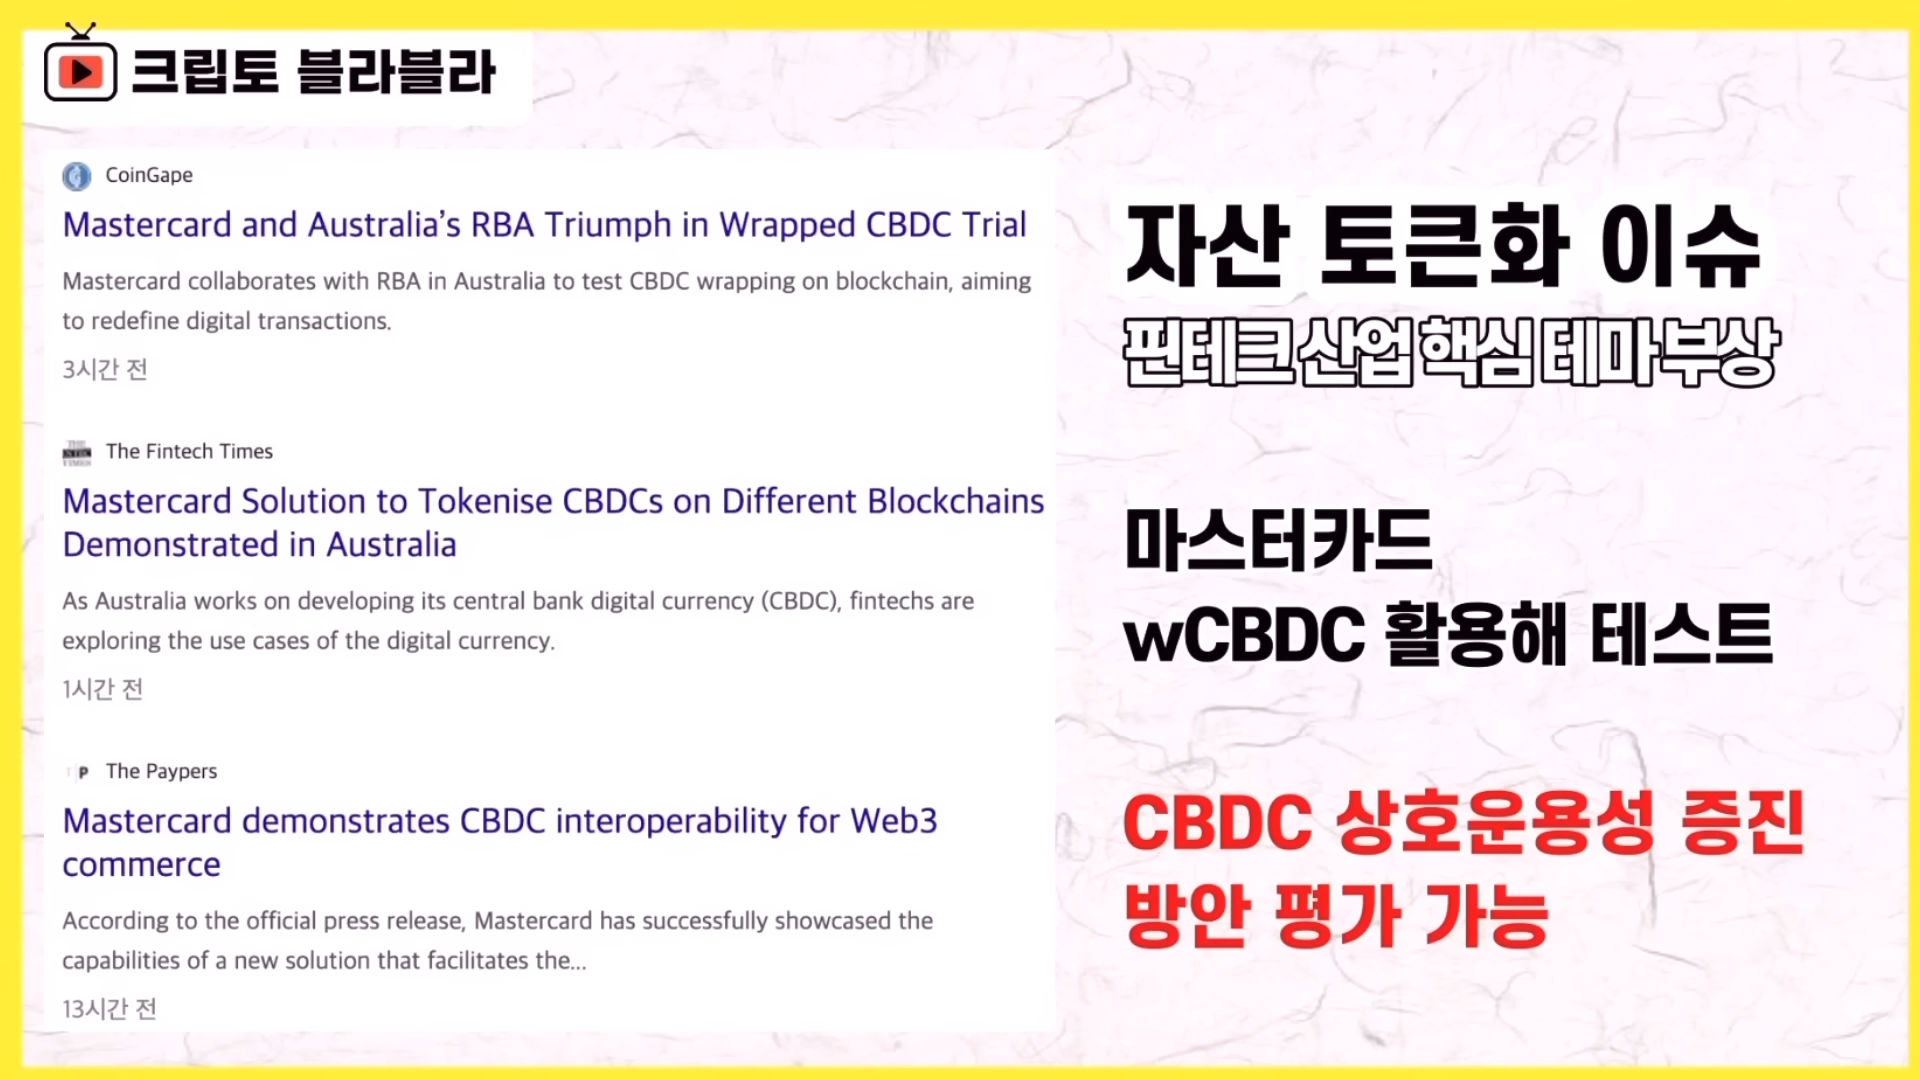 크립토 블라블라
CoinGape
Mastercard and Australia’s RBA Triumph in Wrapped CBDC Trial
Mastercard collaborates with RBA in Australia to test CBDC wrapping on blockchain, aiming
to redefine digital transactions.
3시간 전
The Fintech Times
Mastercard Solution to Tokenise CBDCs on Different Blockchains
Demonstrated in Australia
As Australia works on developing its central bank digital currency (CBDC), fintechs are
exploring the use cases of the digital currency.
1시간 전
The Paypers
Mastercard demonstrates CBDC interoperability for Web3
commerce
According to the official press release, Mastercard has successfully showcased the
capabilities of a new solution that facilitates the...
13시간 전
자산 토큰화 이슈
핀테크 산업 핵심 테마 부상
마스터카드
wCBDC 활용해 테스트
CBDC 상호운용성 증진
방안 평가 가능